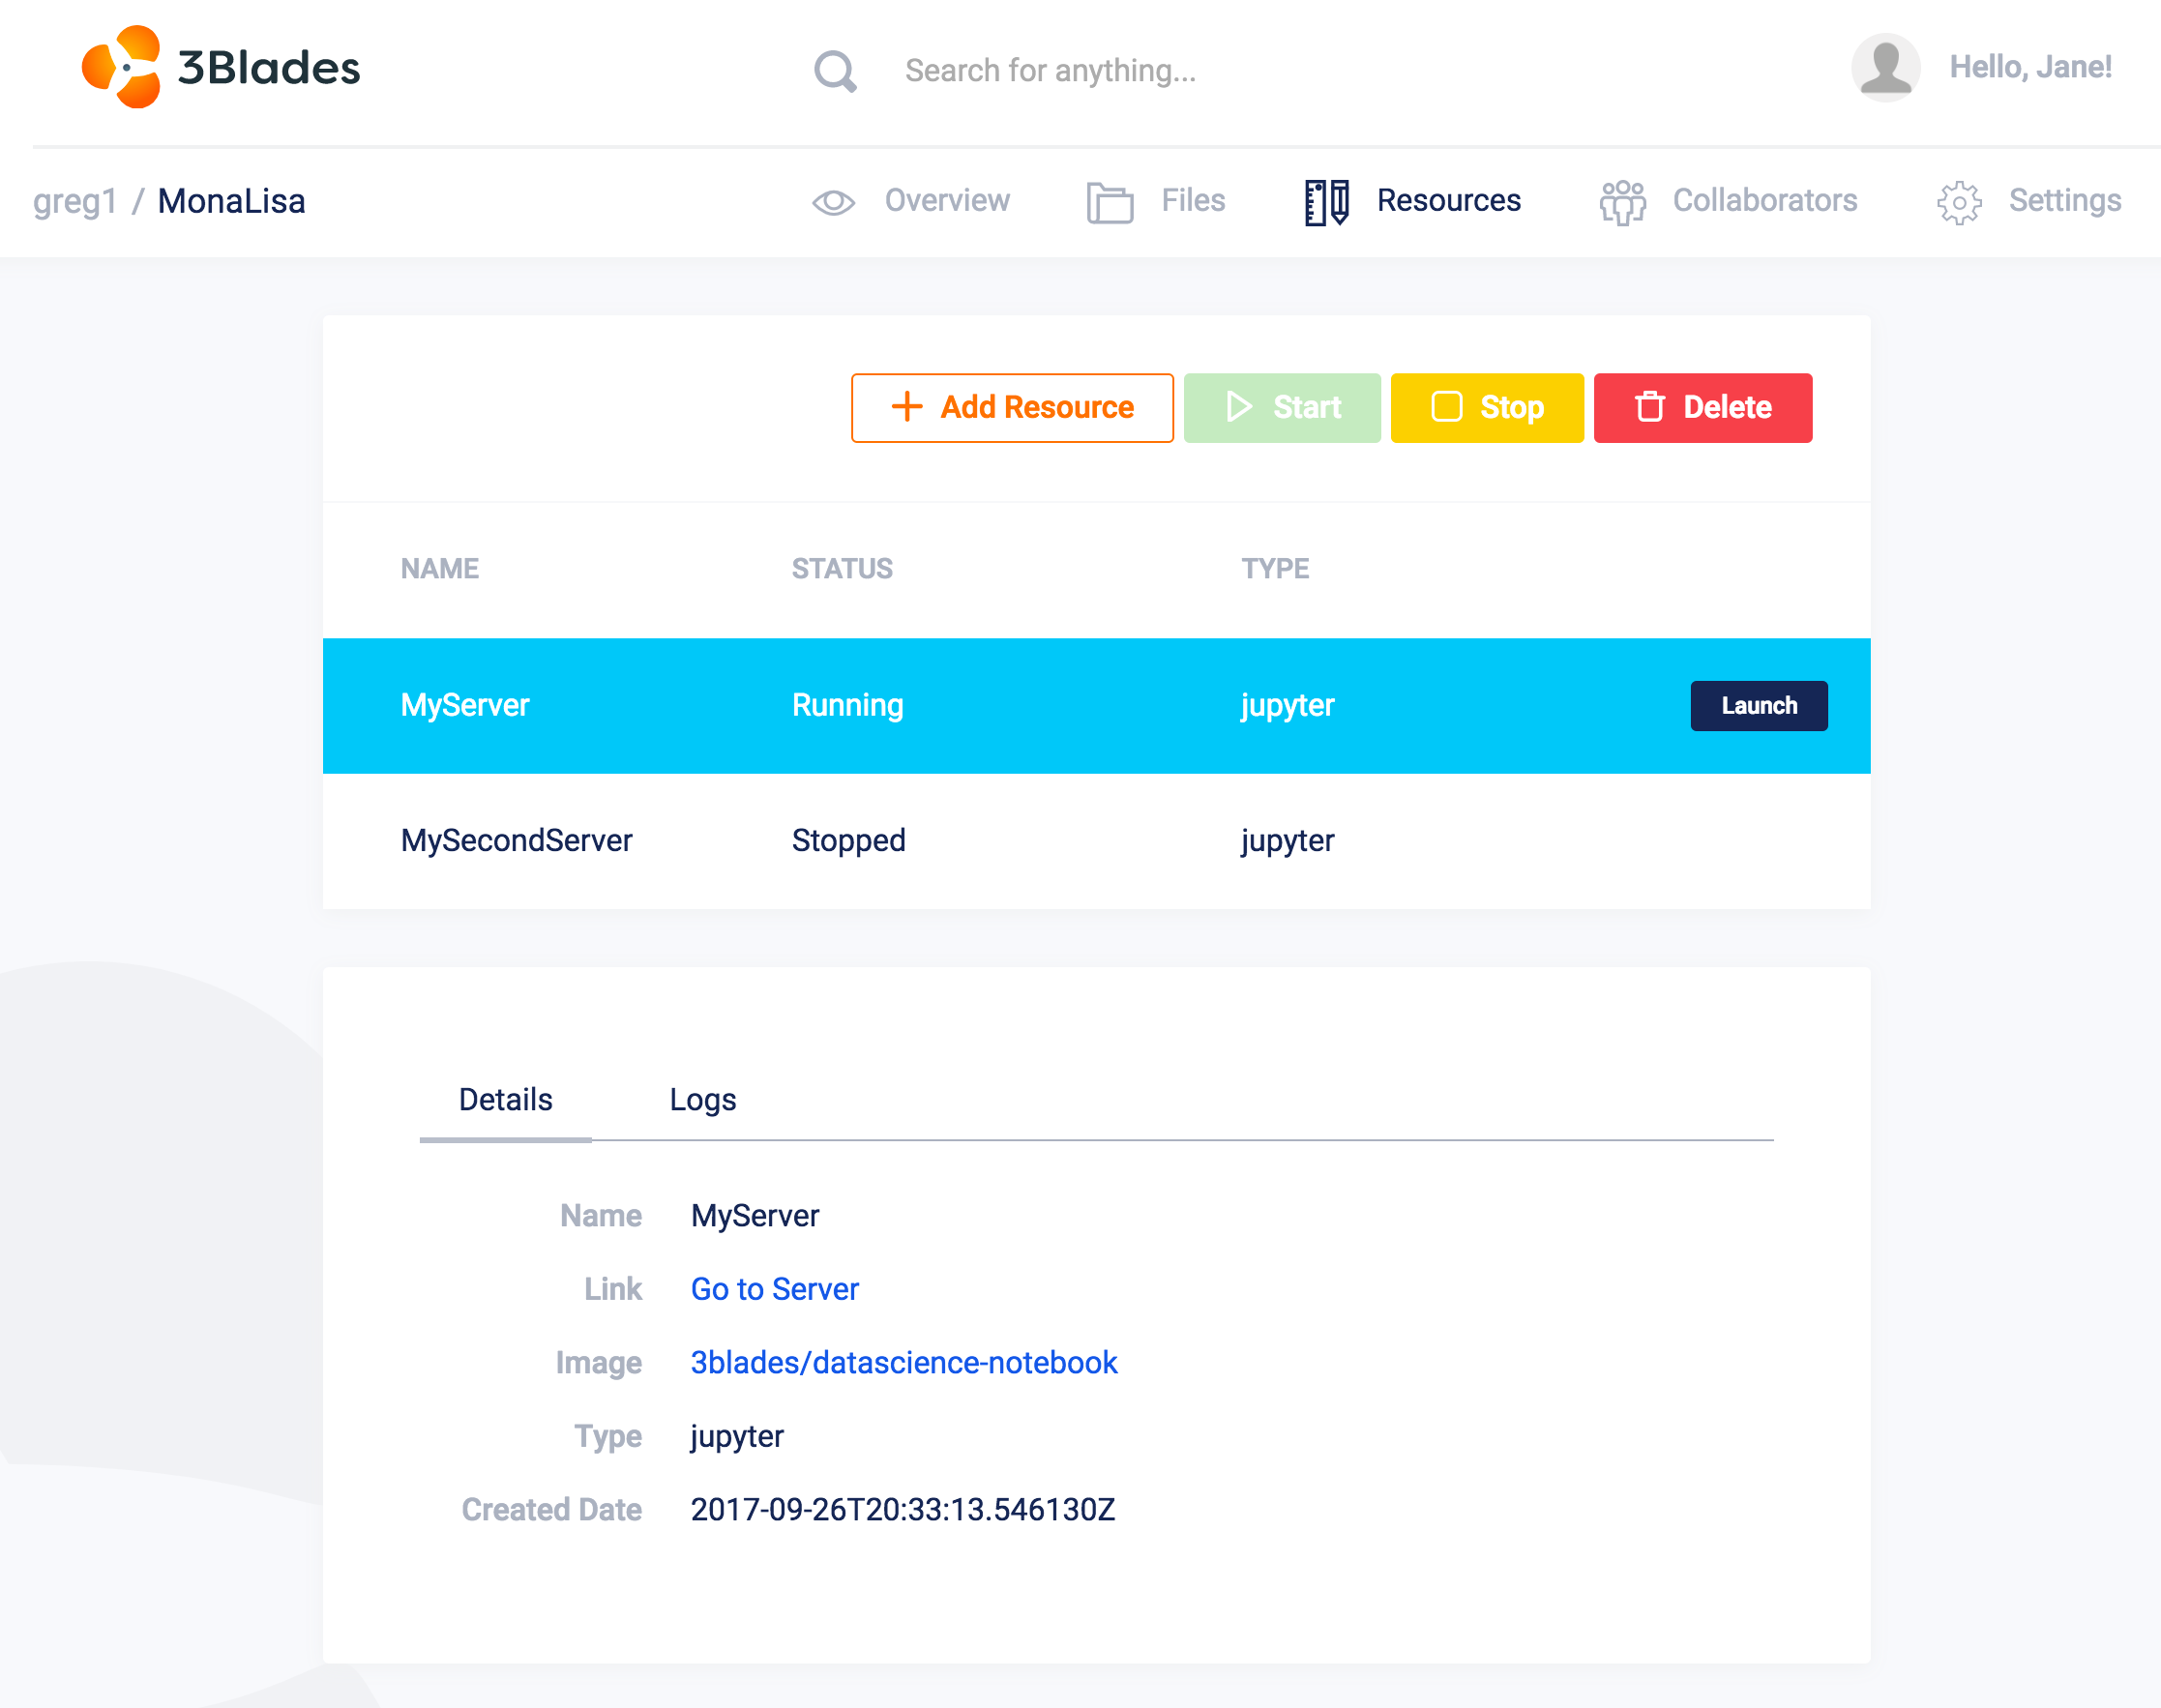 3Blades
Search for anything...
Hello, Jane!
greg1 / MonaLisa
Overview
Files
Resources
Collaborators
Settings
Add Resource
Start
Stop
Delete
NAME STATUS TYPE
MyServer Running jupyter Launch
MySecondServer Stopped jupyter
Details Logs
Name MyServer
Link Go to Server
Image 3blades/datascience-notebook
Type jupyter
Created Date 2017-09-26T20:33:13.546130Z